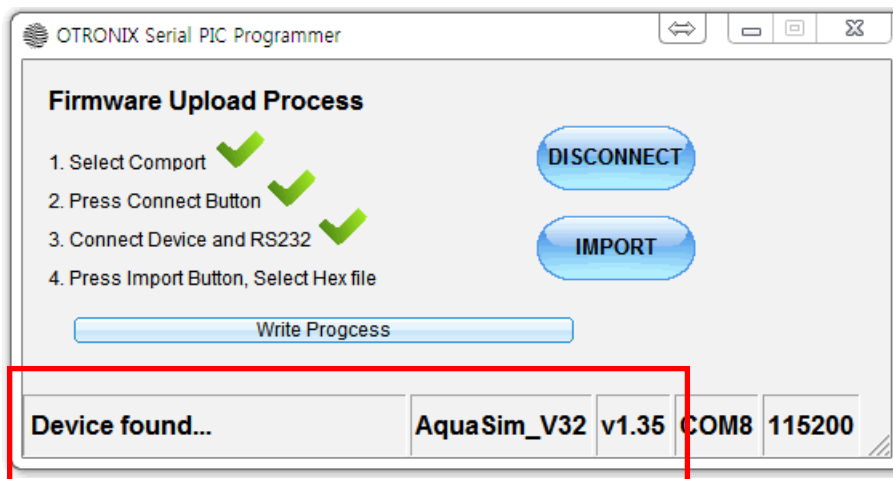 OTRONIX Serial PIC Programmer
Firmware Upload Process
1. Select Comport
2. Press Connect Button
3. Connect Device and RS232
4. Press Import Button, Select Hex file
DISCONNECT
IMPORT
Write Progcess
Device found... AquaSim_V32 v1.35 COM8 115200